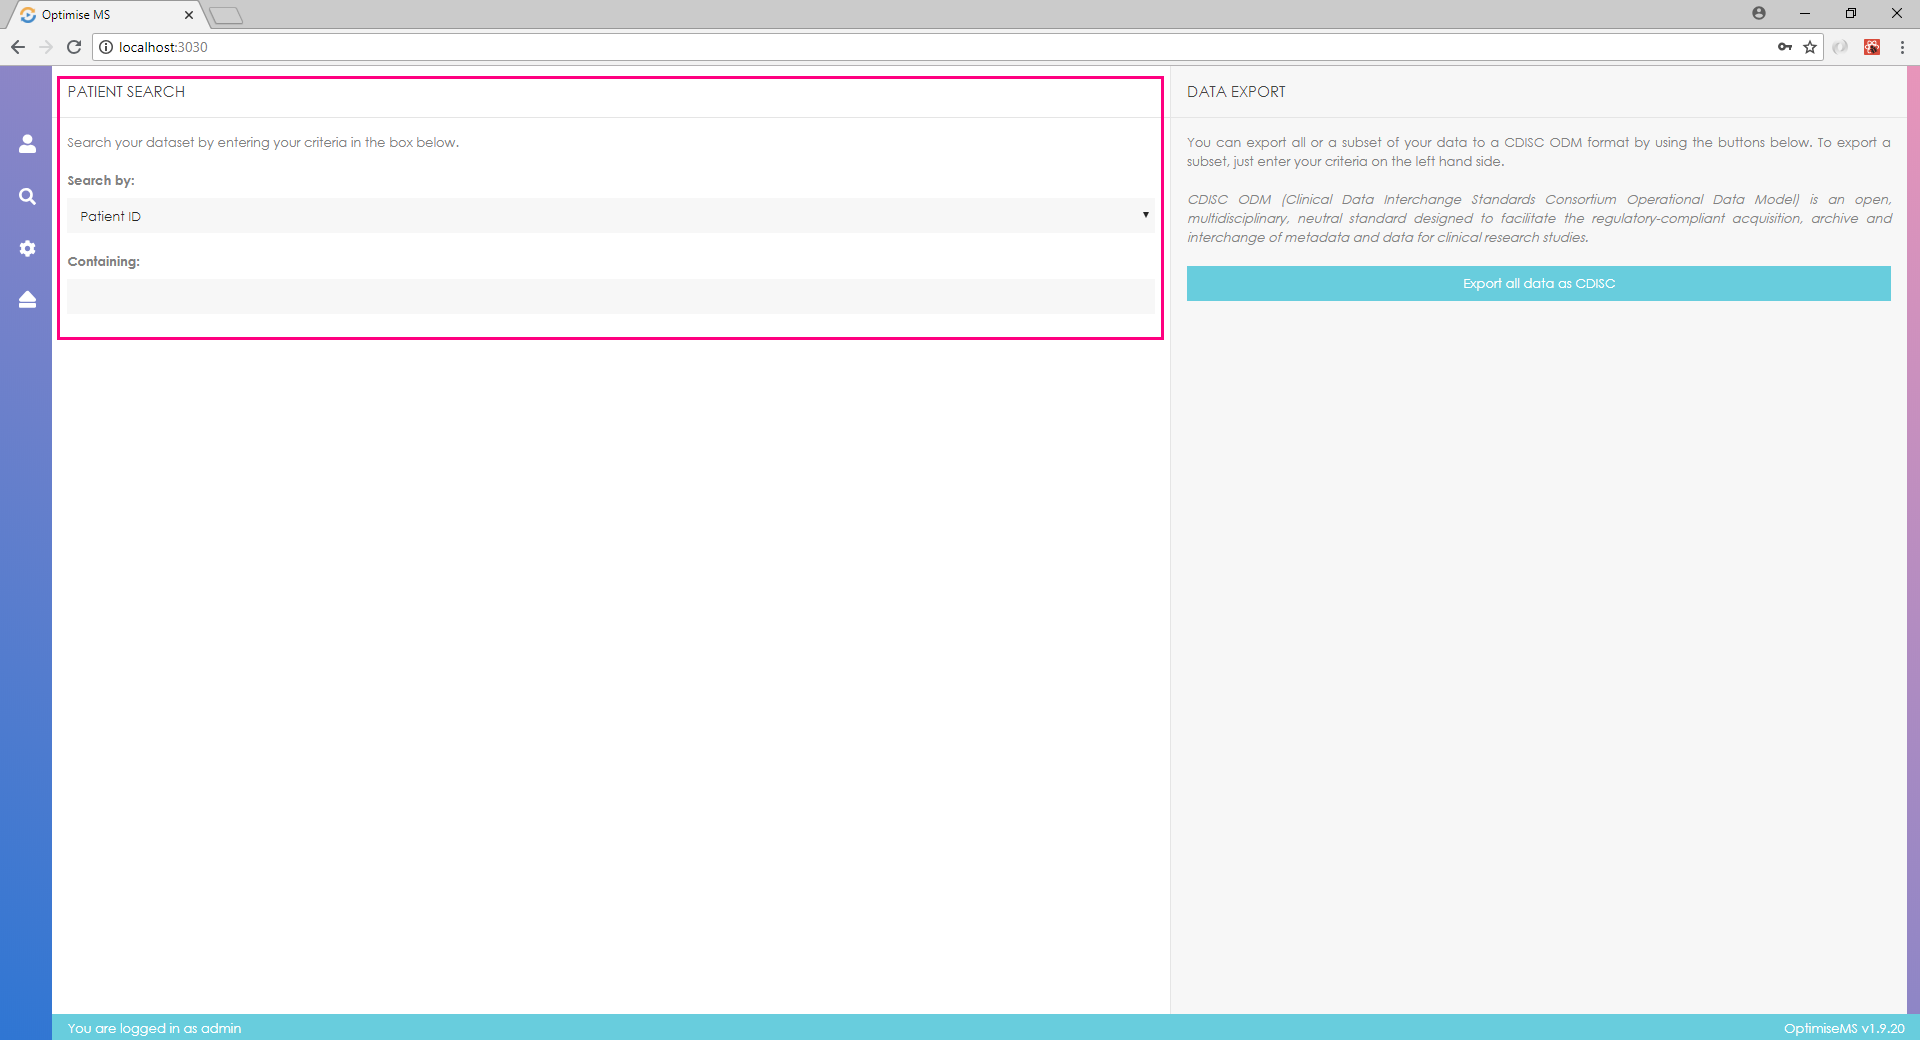 Optimise MS
localhost:3030
PATIENT SEARCH
Search your dataset by entering your criteria in the box below.
Search by:
Patient ID
Containing:
DATA EXPORT
You can export all or a subset of your data to a CDISC ODM format by using the buttons below. To export a
subset, just enter your criteria on the left hand side.
CDISC ODM (Clinical Data Interchange Standards Consortium Operational Data Model) is an open,
multidisciplinary, neutral standard designed to facilitate the regulatory-compliant acquisition, archive and
interchange of metadata and data for clinical research studies.
Export all data as CDISC
You are logged in as admin
OptimiseMS v1.9.20